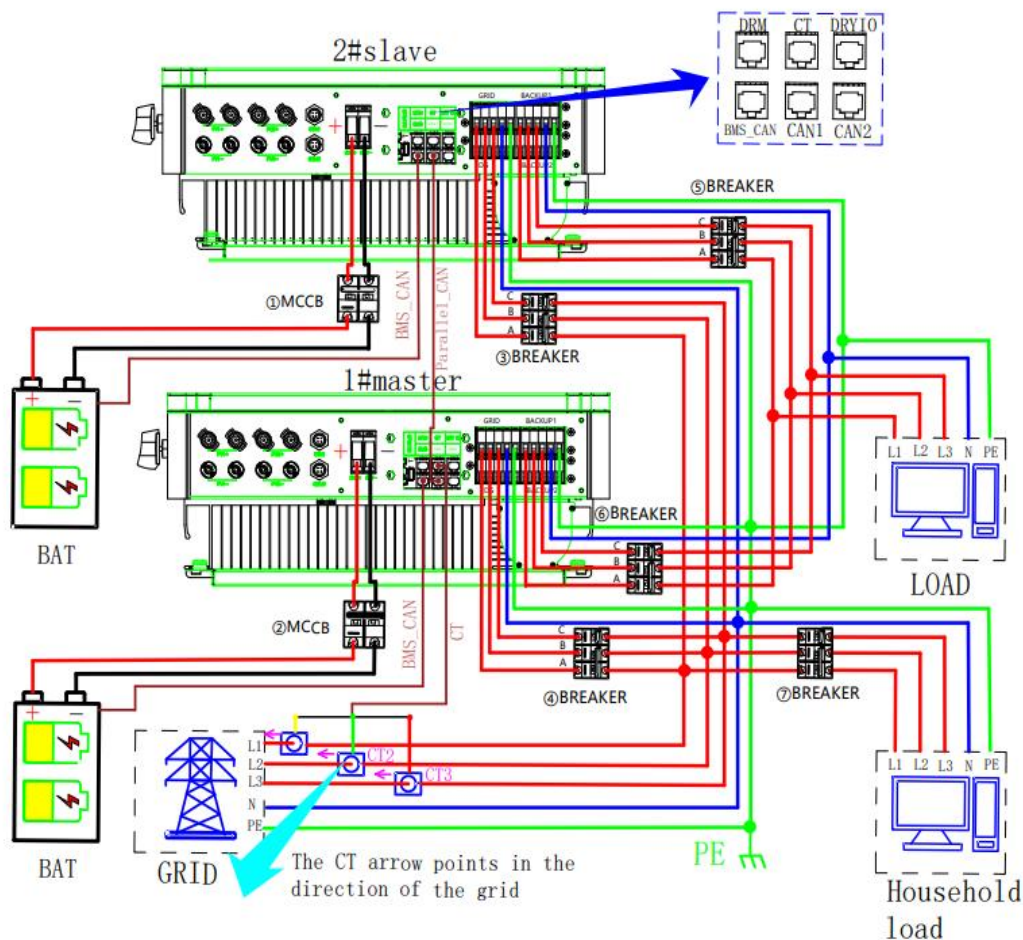 DRM CT DRYIO
BMS_CAN CAN1 CAN2
2#slave
GRID BACKUP1
+ −
BACKUP2
⑤BREAKER
C
B
A
①MCCB
BMS_CAN
Parallel_CAN
C
B
A
③BREAKER
+ −
BAT
1#master
GRID BACKUP1
+ −
L1 L2 L3 N PE
LOAD
⑥BREAKER
C
B
A
②MCCB
BMS_CAN
CT
C
B
A
④BREAKER
⑦BREAKER
+ −
BAT
L1
L2
L3
N
PE
GRID
CT2
CT3
The CT arrow points in the
direction of the grid
PE
L1 L2 L3 N PE
Household
load